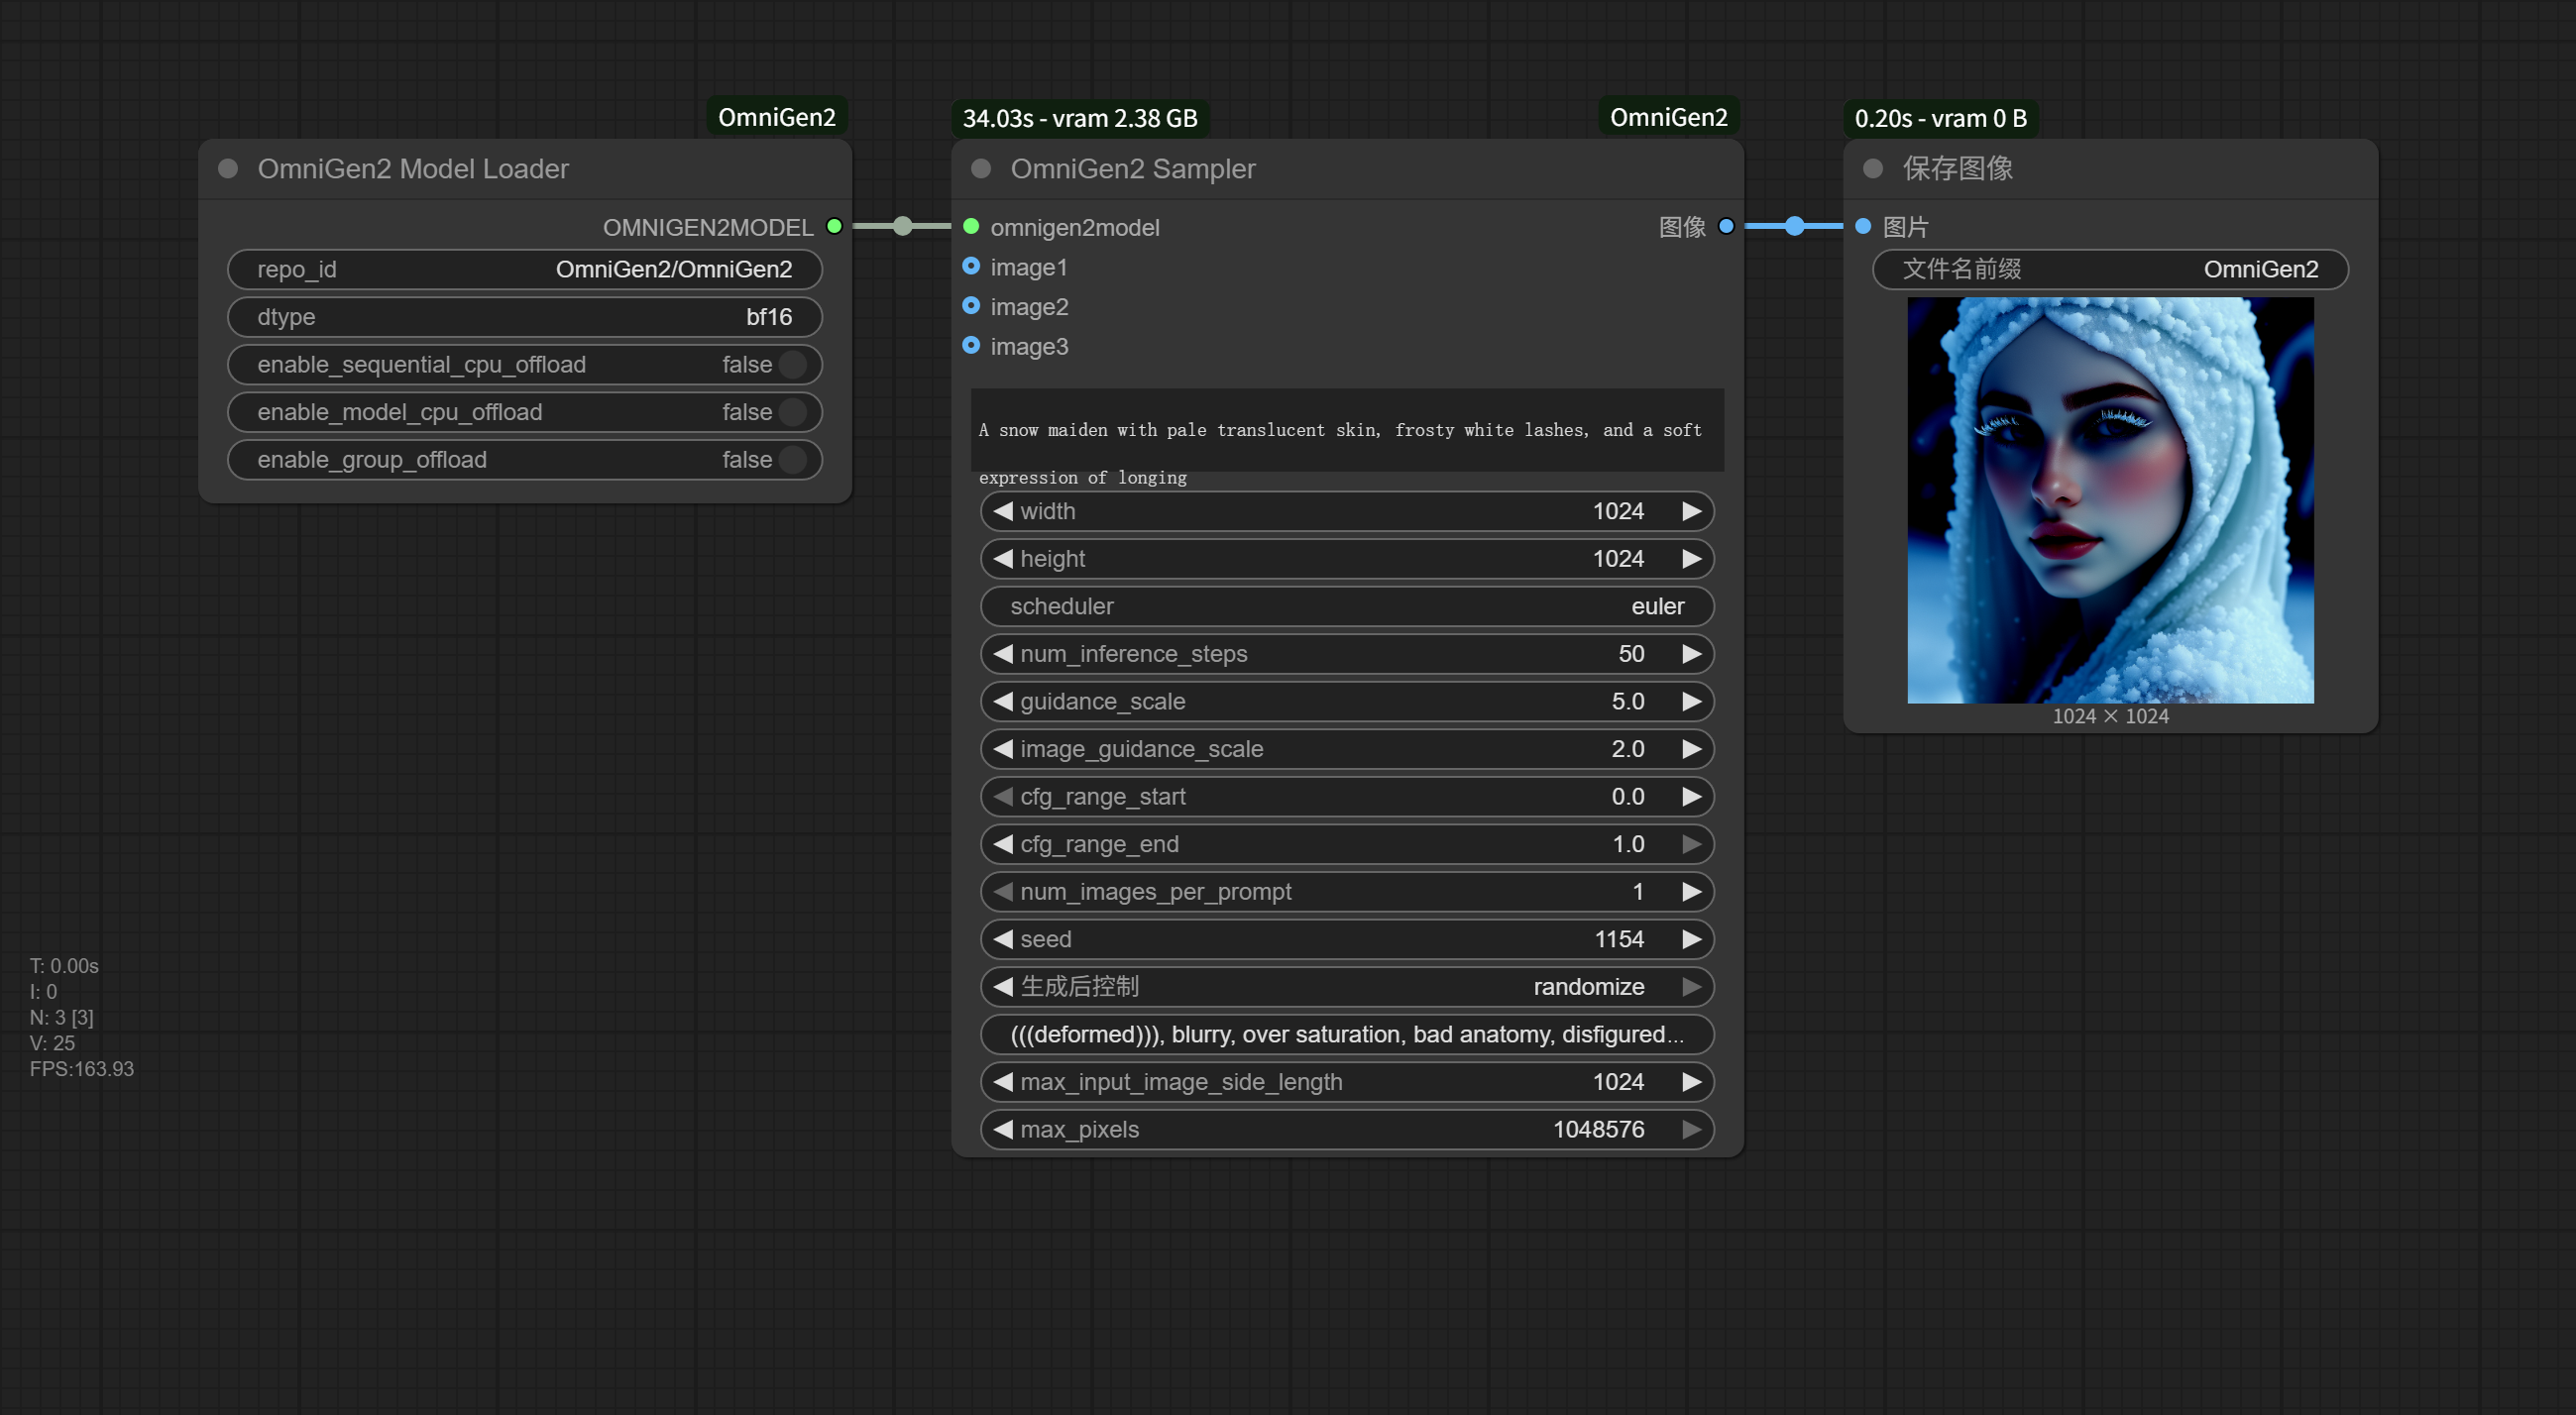 OmniGen2
OmniGen2 Model Loader
OMNIGEN2MODEL
repo_id OmniGen2/OmniGen2
dtype bf16
enable_sequential_cpu_offload false
enable_model_cpu_offload false
enable_group_offload false
34.03s - vram 2.38 GB
OmniGen2
OmniGen2 Sampler
omnigen2model 图像
image1
image2
image3
A snow maiden with pale translucent skin, frosty white lashes, and a soft
expression of longing
width 1024
height 1024
scheduler euler
num_inference_steps 50
guidance_scale 5.0
image_guidance_scale 2.0
cfg_range_start 0.0
cfg_range_end 1.0
num_images_per_prompt 1
seed 1154
生成后控制 randomize
(((deformed))), blurry, over saturation, bad anatomy, disfigured...
max_input_image_side_length 1024
max_pixels 1048576
0.20s - vram 0 B
保存图像
图片
文件名前缀 OmniGen2
1024 × 1024
T: 0.00s
I: 0
N: 3 [3]
V: 25
FPS:163.93